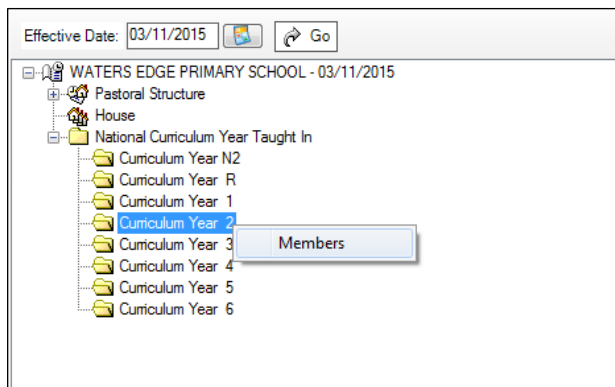 Effective Date: 03/11/2015 Go
WATERS EDGE PRIMARY SCHOOL - 03/11/2015
Pastoral Structure
House
National Curriculum Year Taught In
Curriculum Year N2
Curriculum Year R
Curriculum Year 1
Curriculum Year 2
Curriculum Year 3 Members
Curriculum Year 4
Curriculum Year 5
Curriculum Year 6